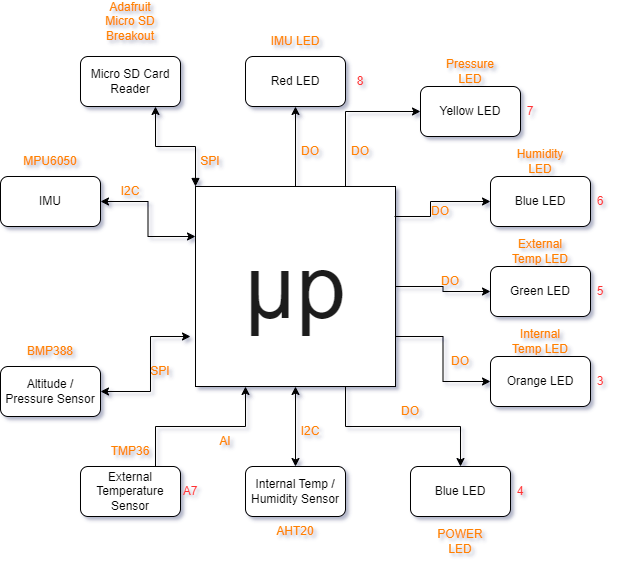 Adafruit
Micro SD
Breakout
Micro SD Card
Reader
IMU LED
Red LED
8
Pressure
LED
Yellow LED
7
MPU6050
IMU
I2C
SPI
DO
DO
Humidity
LED
Blue LED
6
DO
External
Temp LED
Green LED
5
DO
µp
Internal
Temp LED
Orange LED
3
DO
BMP388
Altitude /
Pressure Sensor
SPI
TMP36
External
Temperature
Sensor
A7
AI
I2C
Internal Temp /
Humidity Sensor
AHT20
DO
Blue LED
4
POWER
LED